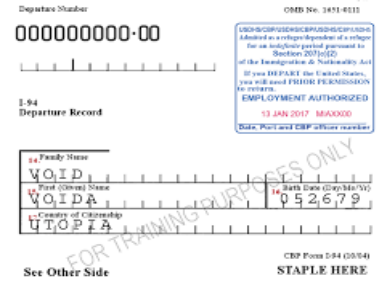 Departure Number
OMB No. 1651-0111
000000000-00
USDHS/CBP/USDHS/CBP/USDHS/CBP/USDHS
Admitted as a refugee/dependent of a refugee
for an indefinite period pursuant to
Section 207(c)(2)
of the Immigration & Nationality Act
If you DEPART the United States,
you will need PRIOR PERMISSION
to return.
EMPLOYMENT AUTHORIZED
13 JAN 2017 MIAXX00
Date, Port and CBP officer number
I-94
Departure Record
14. Family Name
VOID
15. First (Given) Name
16. Birth Date (Day/Mo/Yr)
VOIDA
052679
17. Country of Citizenship
UTOPIA
FOR TRAINING PURPOSES ONLY
CBP Form I-94 (10/04)
See Other Side
STAPLE HERE